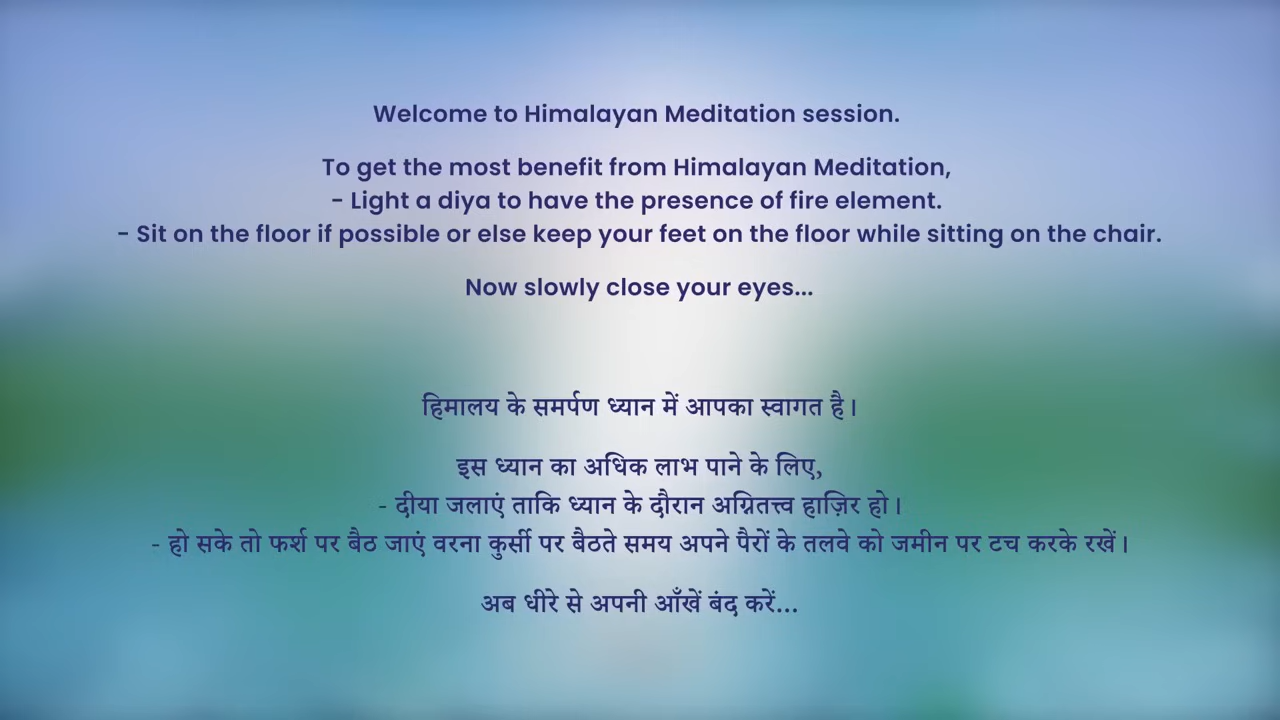 Welcome to Himalayan Meditation session.
To get the most benefit from Himalayan Meditation,
- Light a diya to have the presence of fire element.
- Sit on the floor if possible or else keep your feet on the floor while sitting on the chair.
Now slowly close your eyes...
हिमालय के समर्पण ध्यान में आपका स्वागत है।
इस ध्यान का अधिक लाभ पाने के लिए,
- दीया जलाएं ताकि ध्यान के दौरान अग्नितत्त्व हाज़िर हो।
- हो सके तो फर्श पर बैठ जाएं वरना कुर्सी पर बैठते समय अपने पैरों के तलवे को जमीन पर टच करके रखें।
अब धीरे से अपनी आँखें बंद करें...